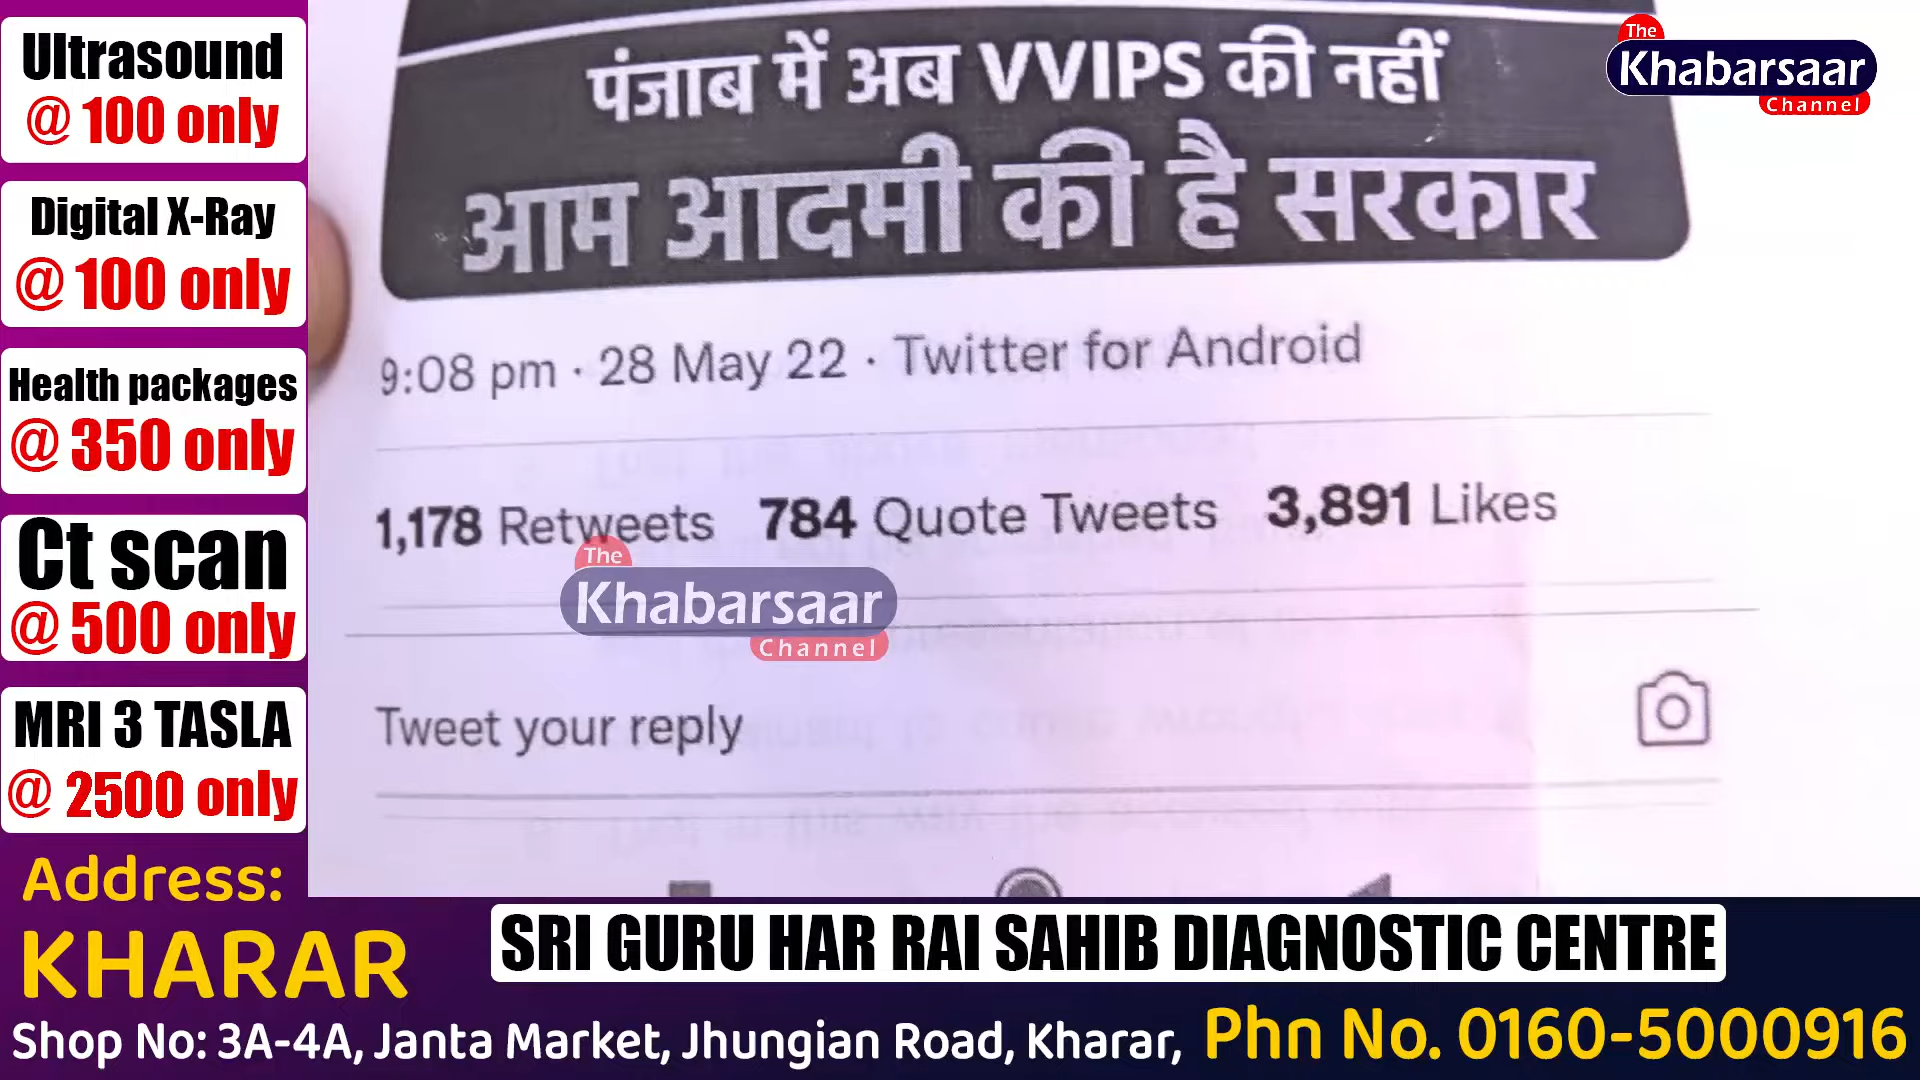 Ultrasound
@ 100 only
Digital X-Ray
@ 100 only
Health packages
@ 350 only
Ct scan
@ 500 only
MRI 3 TASLA
@ 2500 only
पंजाब में अब VVIPS की नहीं
आम आदमी की है सरकार
9:08 pm · 28 May 22 · Twitter for Android
1,178 Retweets 784 Quote Tweets 3,891 Likes
Tweet your reply
The
Khabarsaar
Channel
The
Khabarsaar
Channel
Address:
KHARAR
SRI GURU HAR RAI SAHIB DIAGNOSTIC CENTRE
Shop No: 3A-4A, Janta Market, Jhungian Road, Kharar, Phn No. 0160-5000916